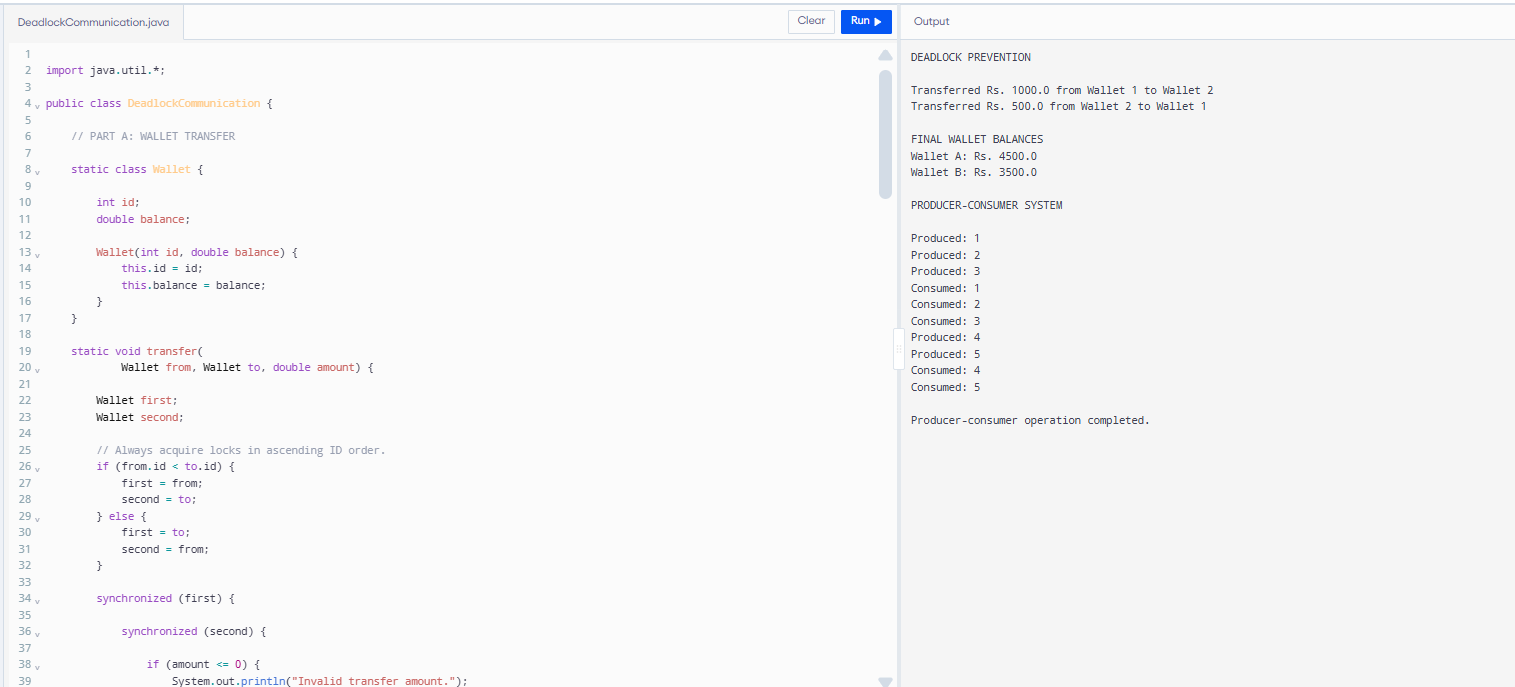 DeadlockCommunication.java
Clear
Run
Output
1
2 import java.util.*;
3
4 public class DeadlockCommunication {
5
6     // PART A: WALLET TRANSFER
7
8     static class Wallet {
9
10         int id;
11         double balance;
12
13         Wallet(int id, double balance) {
14             this.id = id;
15             this.balance = balance;
16         }
17     }
18
19     static void transfer(
20             Wallet from, Wallet to, double amount) {
21
22         Wallet first;
23         Wallet second;
24
25         // Always acquire locks in ascending ID order.
26         if (from.id < to.id) {
27             first = from;
28             second = to;
29         } else {
30             first = to;
31             second = from;
32         }
33
34         synchronized (first) {
35
36             synchronized (second) {
37
38                 if (amount <= 0) {
39                     System.out.println("Invalid transfer amount.");
DEADLOCK PREVENTION
Transferred Rs. 1000.0 from Wallet 1 to Wallet 2
Transferred Rs. 500.0 from Wallet 2 to Wallet 1
FINAL WALLET BALANCES
Wallet A: Rs. 4500.0
Wallet B: Rs. 3500.0
PRODUCER-CONSUMER SYSTEM
Produced: 1
Produced: 2
Produced: 3
Consumed: 1
Consumed: 2
Consumed: 3
Produced: 4
Produced: 5
Consumed: 4
Consumed: 5
Producer-consumer operation completed.